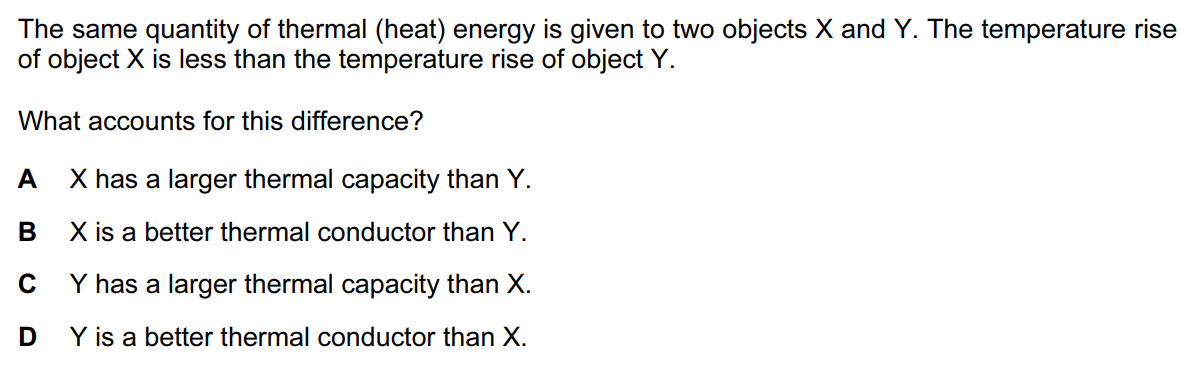 The same quantity of thermal (heat) energy is given to two objects X and Y. The temperature rise
of object X is less than the temperature rise of object Y.
What accounts for this difference?
A X has a larger thermal capacity than Y.
B X is a better thermal conductor than Y.
C Y has a larger thermal capacity than X.
D Y is a better thermal conductor than X.